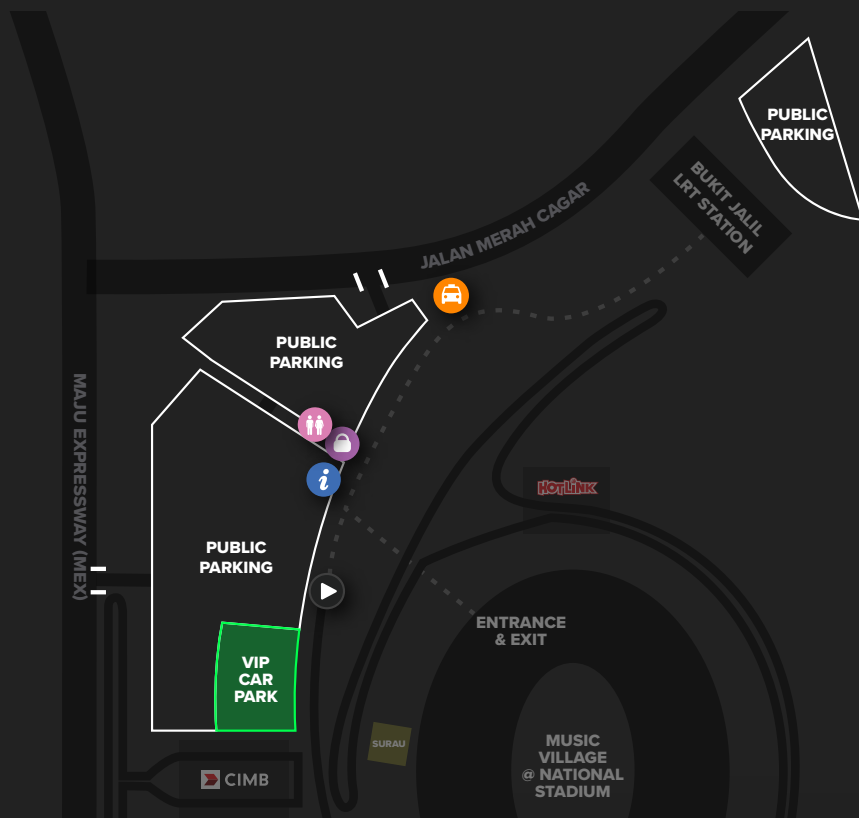 PUBLIC
PARKING
BUKIT JALIL
LRT STATION
JALAN MERAH CAGAR
PUBLIC
PARKING
MAJU EXPRESSWAY (MEX)
i
HOTLINK
PUBLIC
PARKING
ENTRANCE
& EXIT
VIP
CAR
PARK
SURAU
MUSIC
VILLAGE
@ NATIONAL
STADIUM
CIMB